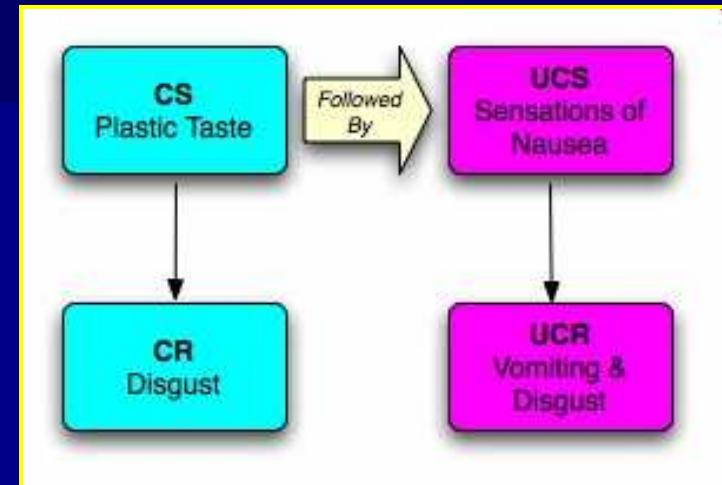 CS
Plastic Taste
Followed
By
UCS
Sensations of
Nausea
CR
Disgust
UCR
Vomiting &
Disgust